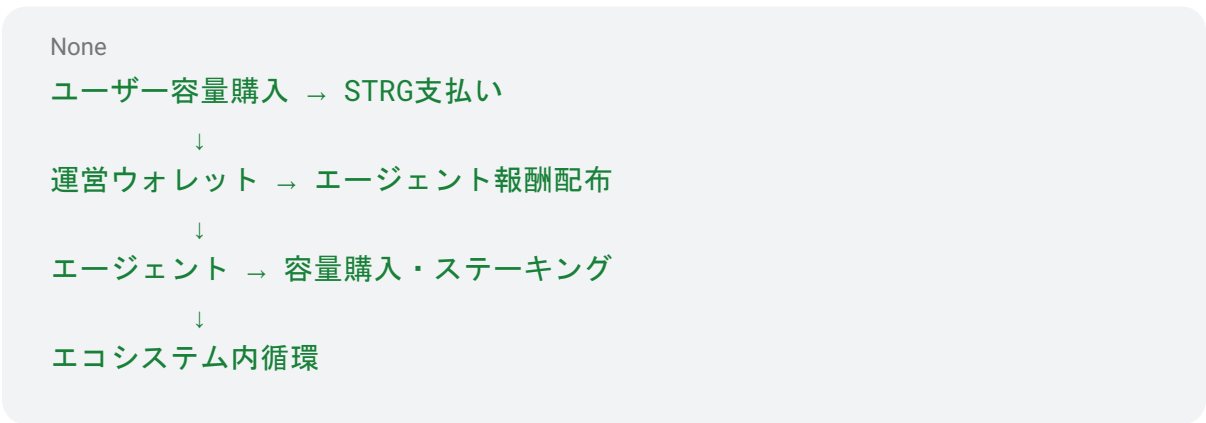 None
ユーザー容量購入 → STRG支払い
↓
運営ウォレット → エージェント報酬配布
↓
エージェント → 容量購入・ステーキング
↓
エコシステム内循環